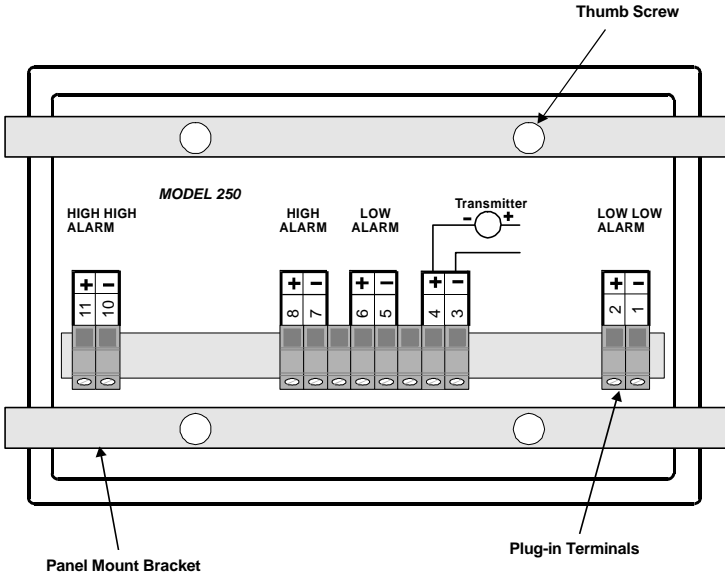 Thumb Screw
MODEL 250
HIGH HIGH
ALARM
HIGH
ALARM
LOW
ALARM
Transmitter
- +
LOW LOW
ALARM
+ - + - + - + - + -
11 10 8 7 6 5 4 3 2 1
Plug-in Terminals
Panel Mount Bracket